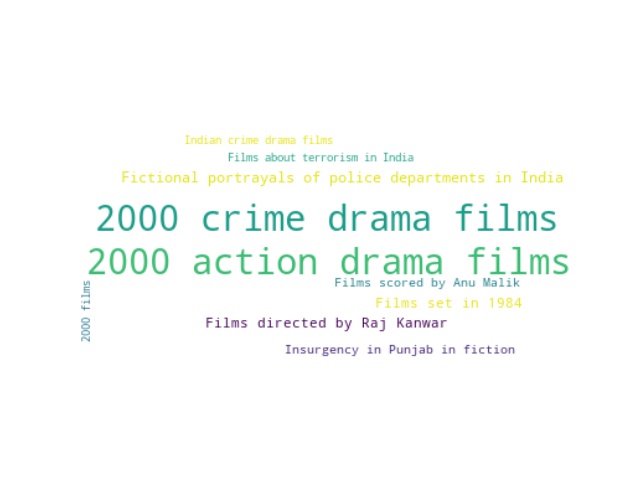 Indian crime drama films
Films about terrorism in India
Fictional portrayals of police departments in India
2000 crime drama films
2000 action drama films
Films scored by Anu Malik
2000 films
Films set in 1984
Films directed by Raj Kanwar
Insurgency in Punjab in fiction